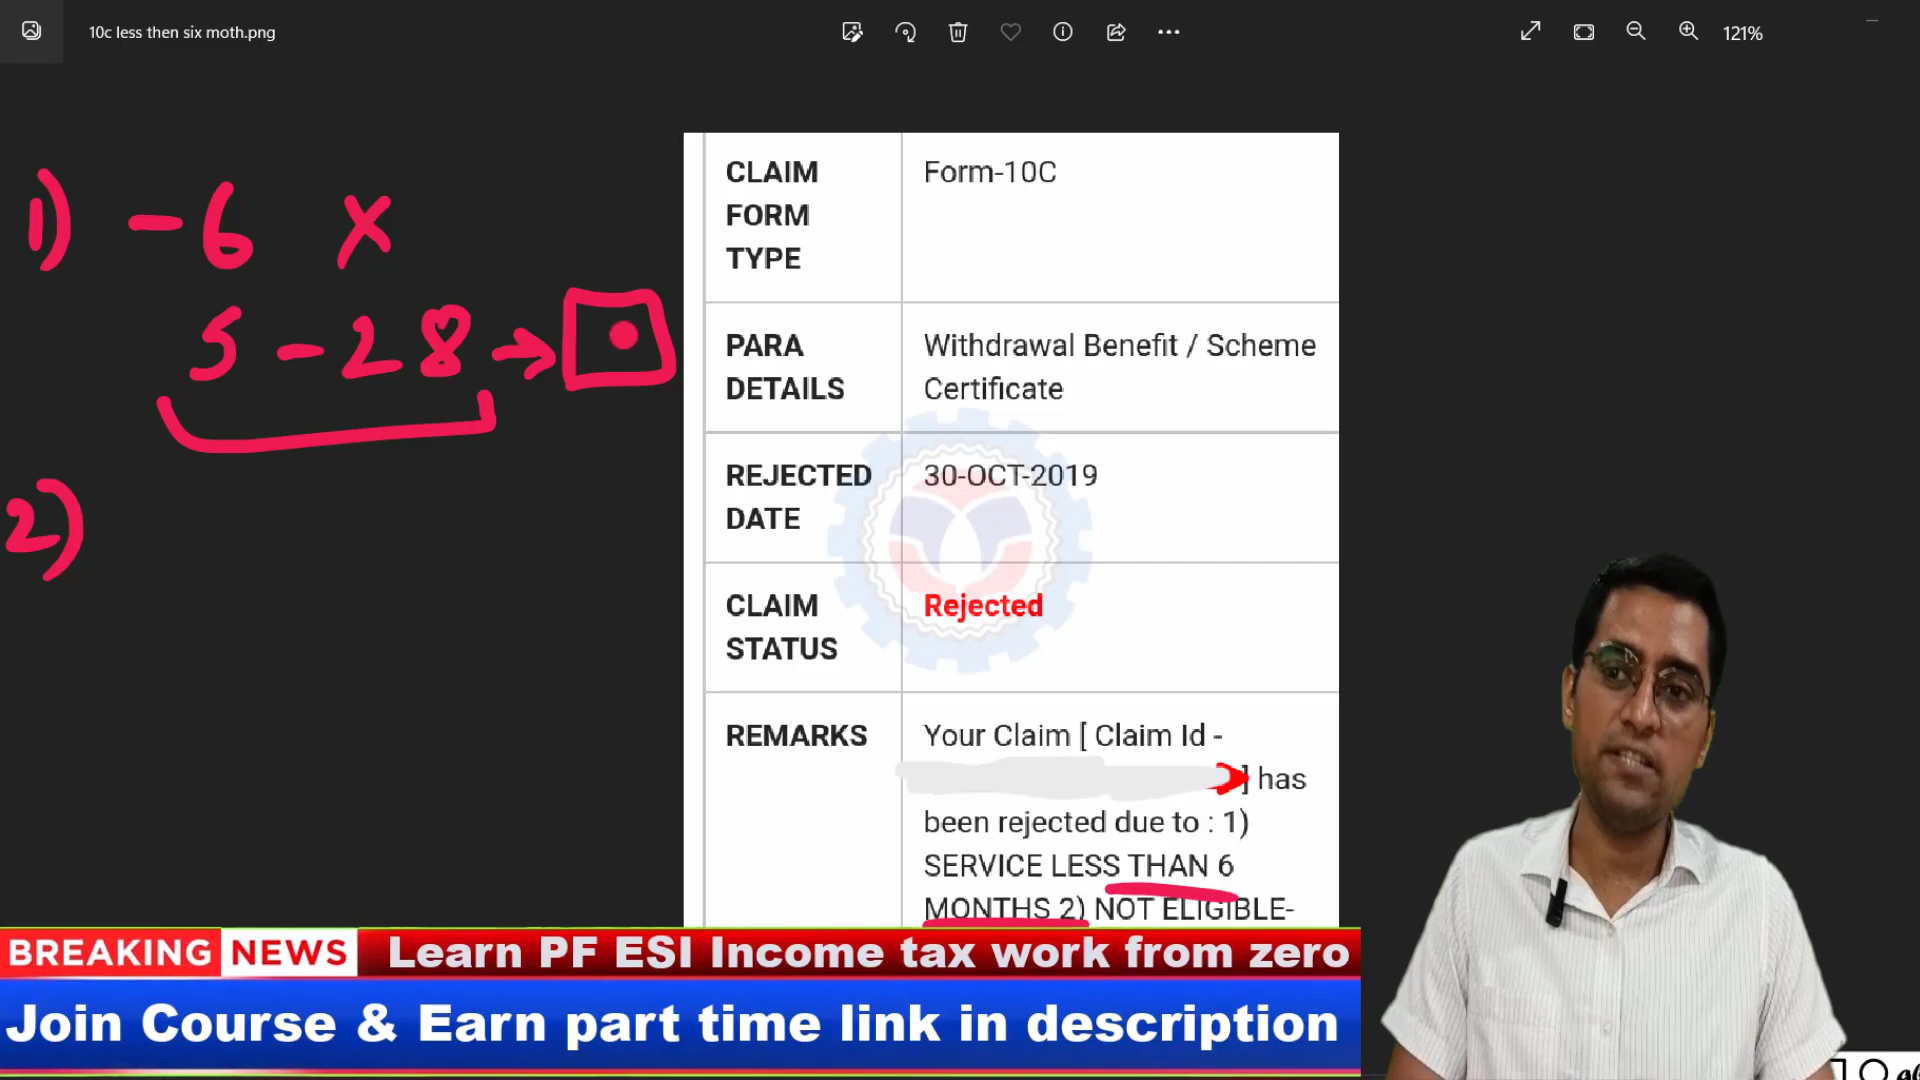 10c less then six moth.png
121%
1) -6 X
5-28 →
2)
CLAIM FORM TYPE
Form-10C
PARA DETAILS
Withdrawal Benefit / Scheme
Certificate
REJECTED DATE
30-OCT-2019
CLAIM STATUS
Rejected
REMARKS
Your Claim [ Claim Id -
] has
been rejected due to : 1)
SERVICE LESS THAN 6
MONTHS 2) NOT ELIGIBLE-
BREAKING NEWS
Learn PF ESI Income tax work from zero
Join Course & Earn part time link in description